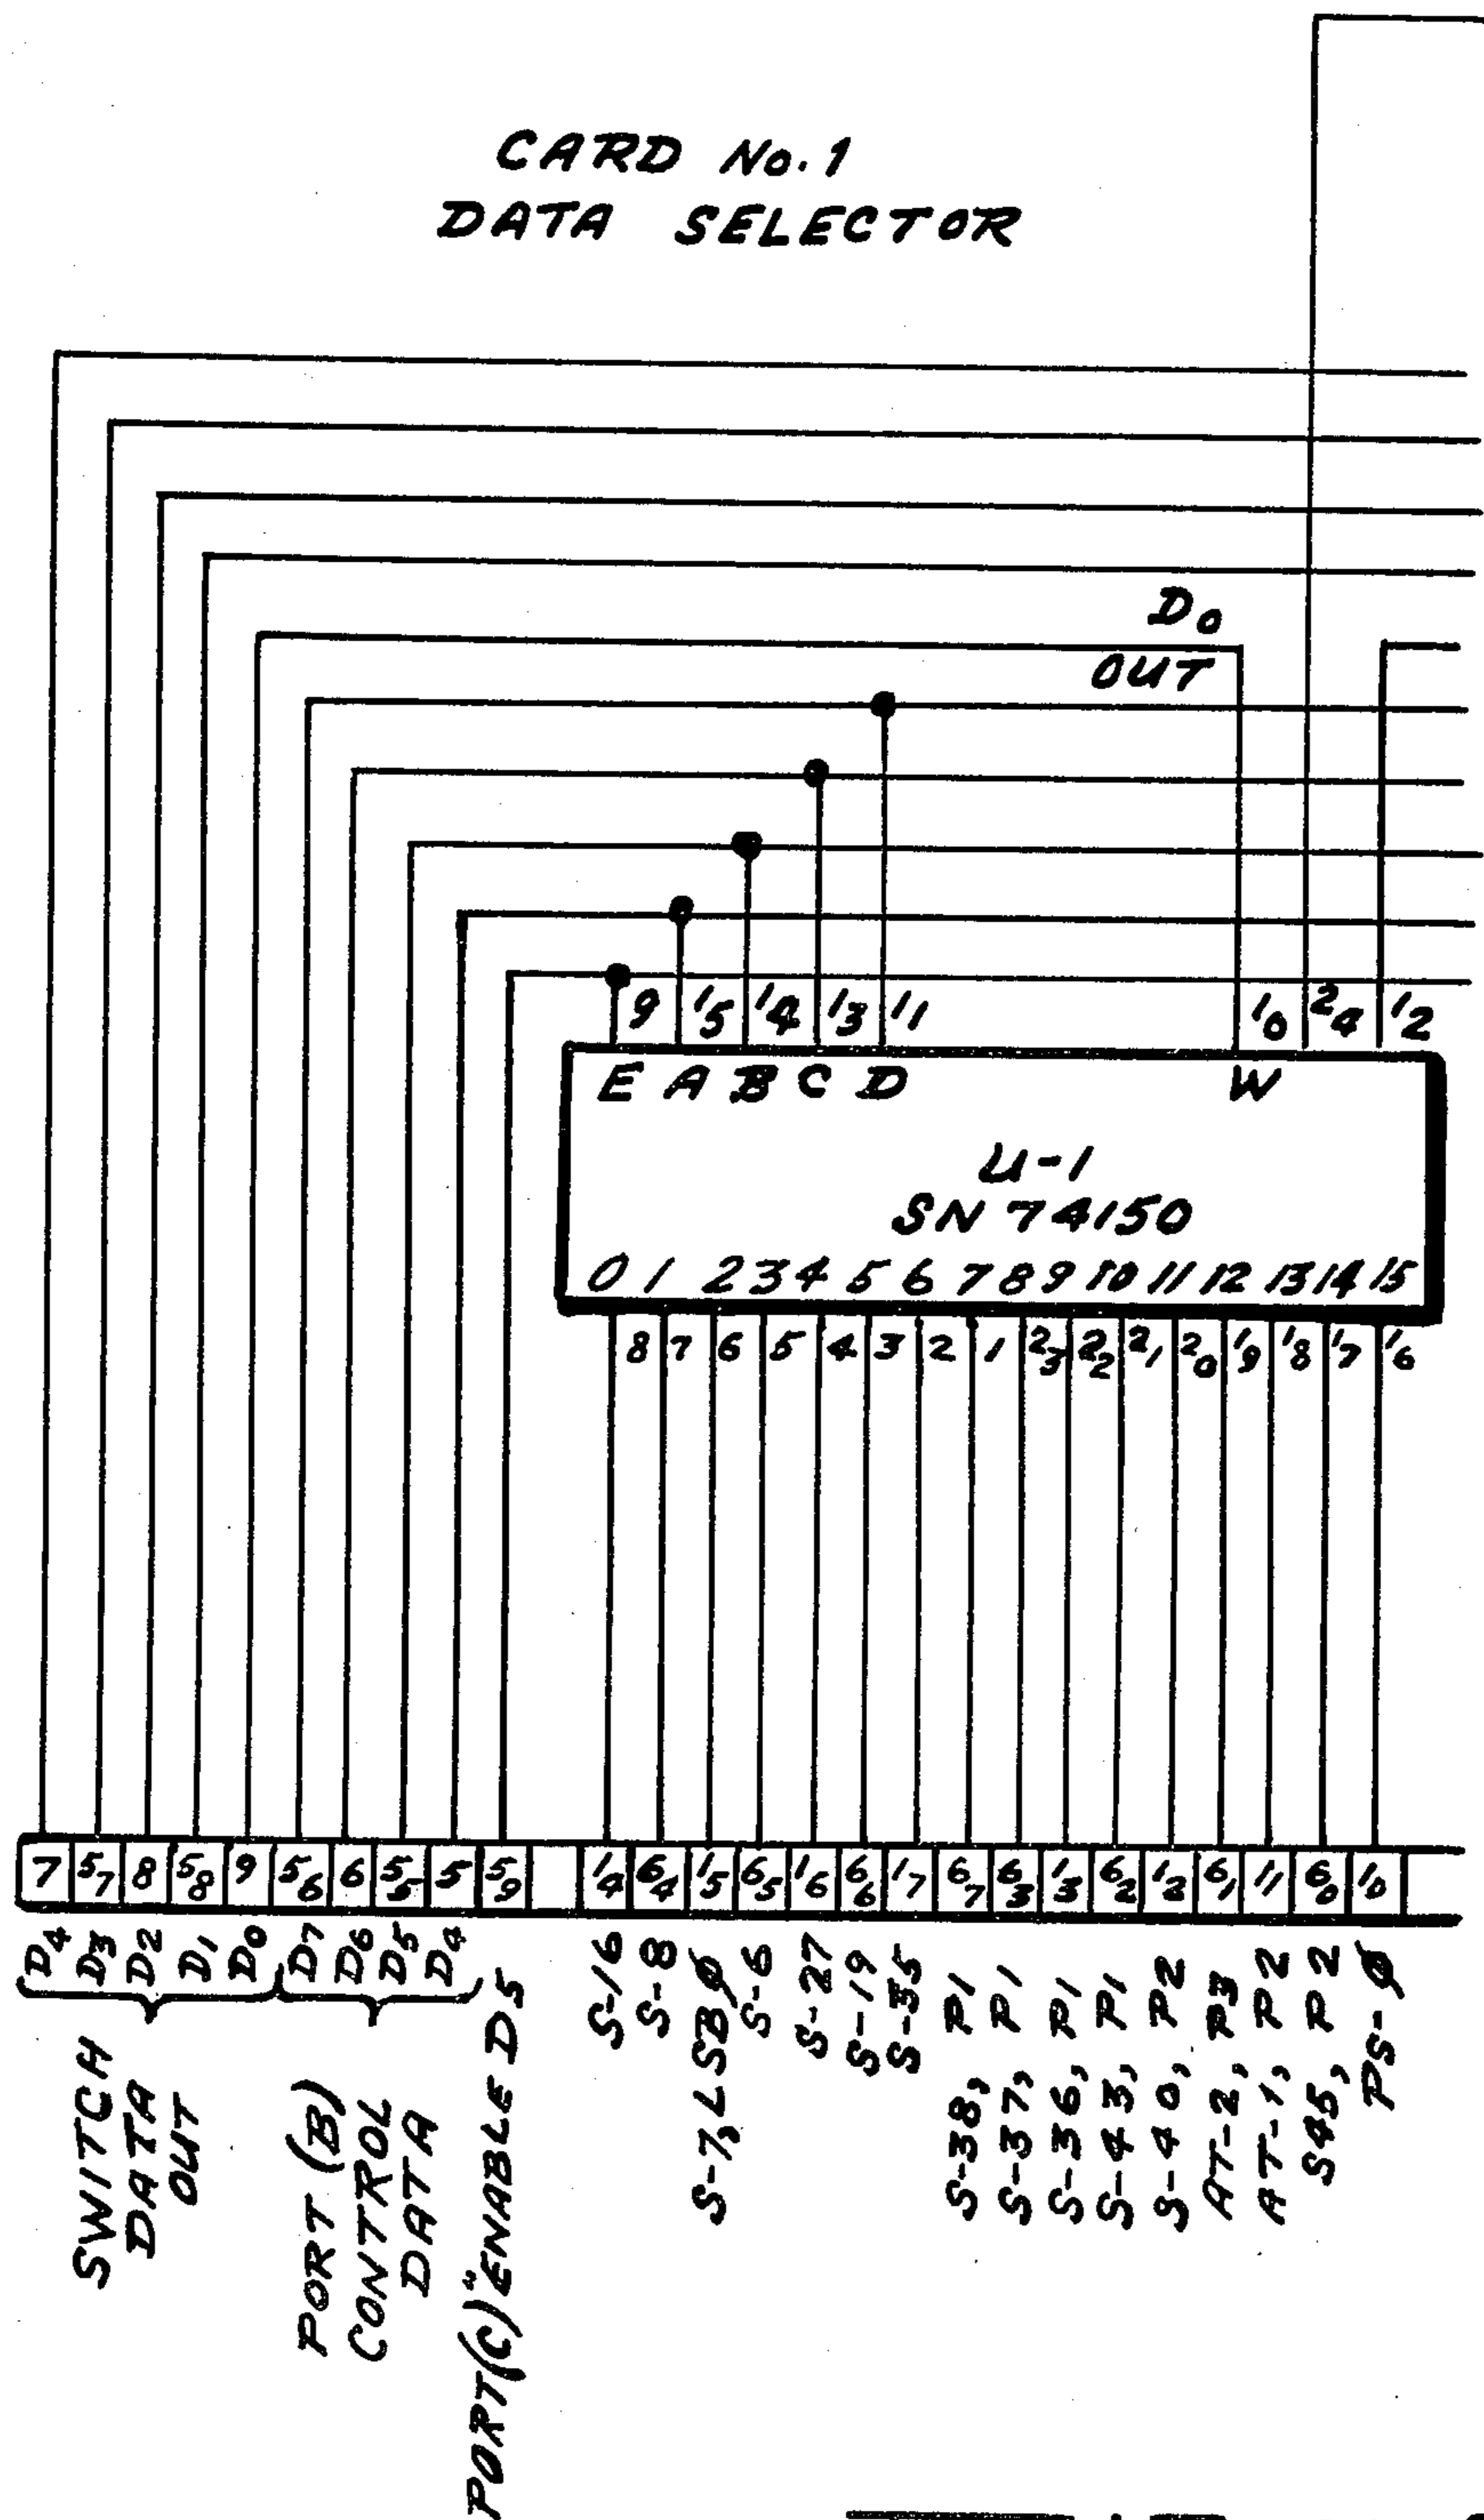 CARD No. 1
DATA SELECTOR
D0
OUT
9 15 14 13 11 10 24 12
E A B C D W
U-1
SN 74150
0 1 2 3 4 5 6 7 8 9 10 11 12 13 14 15
8 7 6 5 4 3 2 1 23 22 21 20 19 18 17 16
7 57 8 58 9 56 6 55 5 59 14 64 15 65 16 66 17 67 63 13 62 12 61 11 60 10
D4 D3 D2 D1 D0 D7 D6 D5 D4
SWITCH
DATA
OUT
PORT (B)
CONTROL
DATA
PORT(C) "ENABLE D5
S-16
S-8
S-7, LSBØ
S-6
S-27
S-19
S-35
S-38, P1
S-37, P1
S-36, P1
S-43, P1
S-40, P2
AT-2, P3
AT-1, P2
S45, P2
PS-Ø